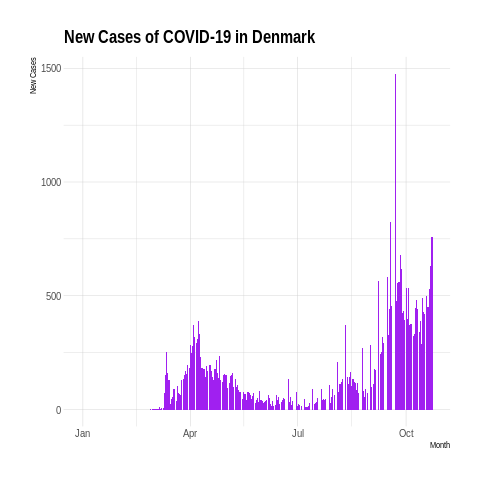 New Cases of COVID-19 in Denmark
New Cases
1500
1000
500
0
Jan Apr Jul Oct
Month